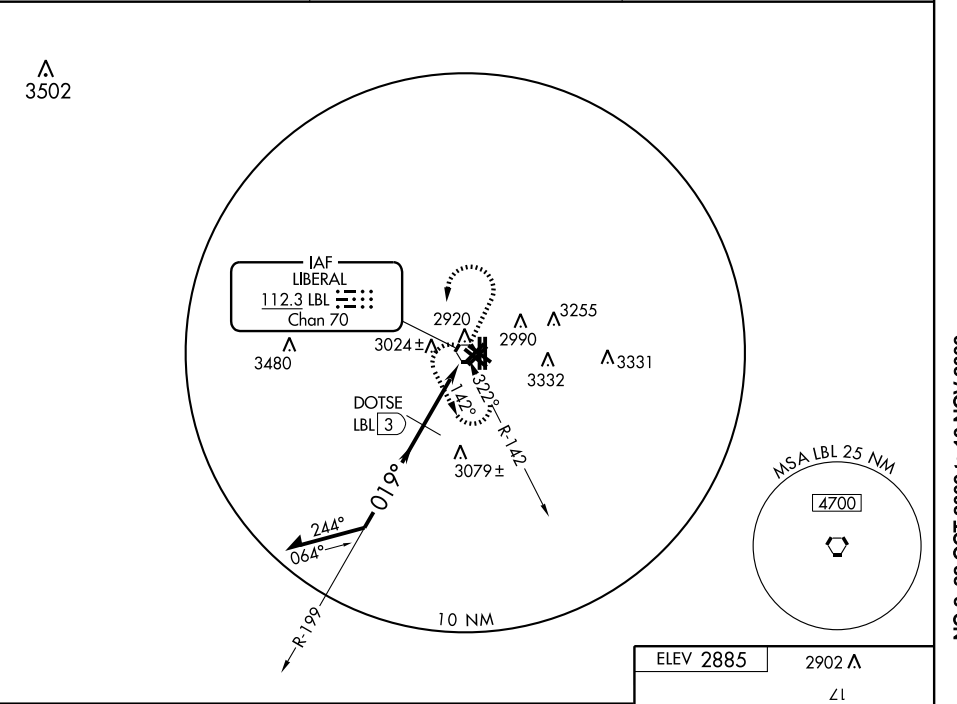 3502
IAF
LIBERAL
112.3 LBL
Chan 70
2920
3255
2990
3024±
3480
3332
3331
322°
142°
R-142
DOTSE
LBL 3
3079±
019°
244°
064°
R-199
10 NM
MSA LBL 25 NM
4700
ELEV 2885
2902
17